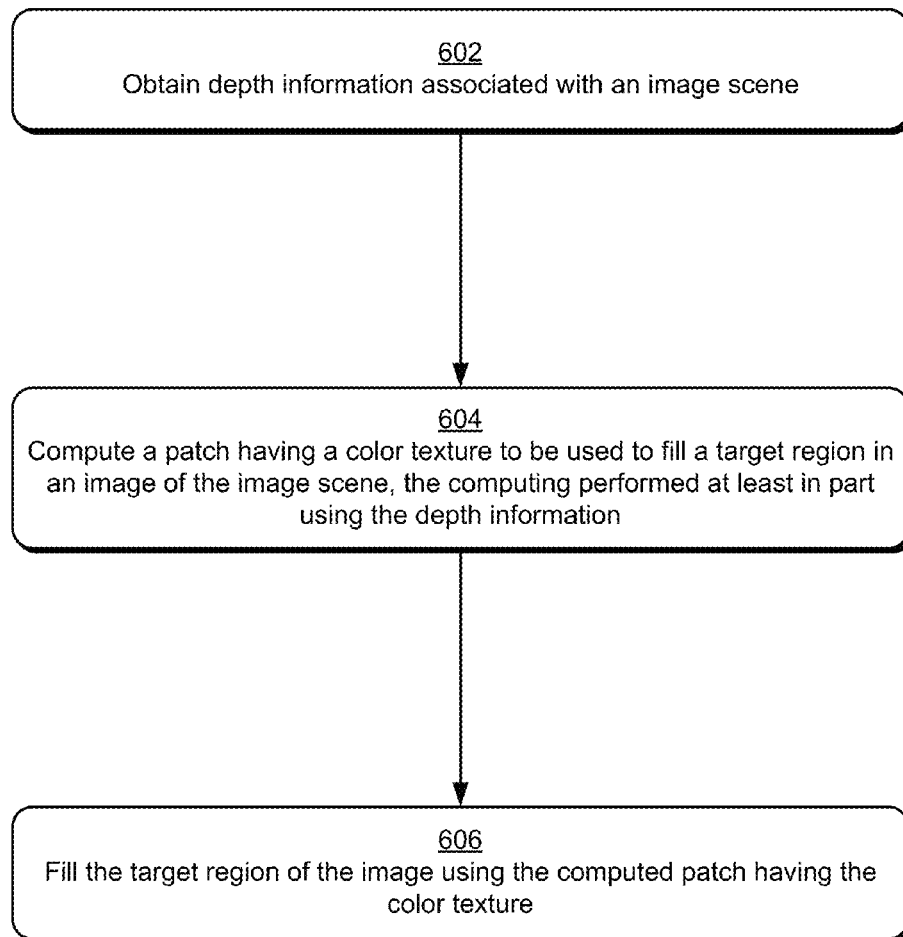 602
Obtain depth information associated with an image scene
604
Compute a patch having a color texture to be used to fill a target region in
an image of the image scene, the computing performed at least in part
using the depth information
606
Fill the target region of the image using the computed patch having the
color texture